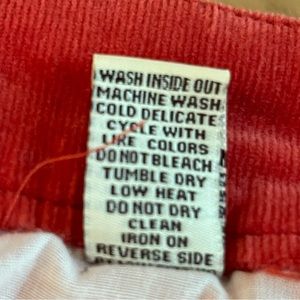 WASH INSIDE OUT
MACHINE WASH
COLD DELICATE
CYCLE WITH
LIKE COLORS
DO NOT BLEACH
TUMBLE DRY
LOW HEAT
DO NOT DRY
CLEAN
IRON ON
REVERSE SIDE